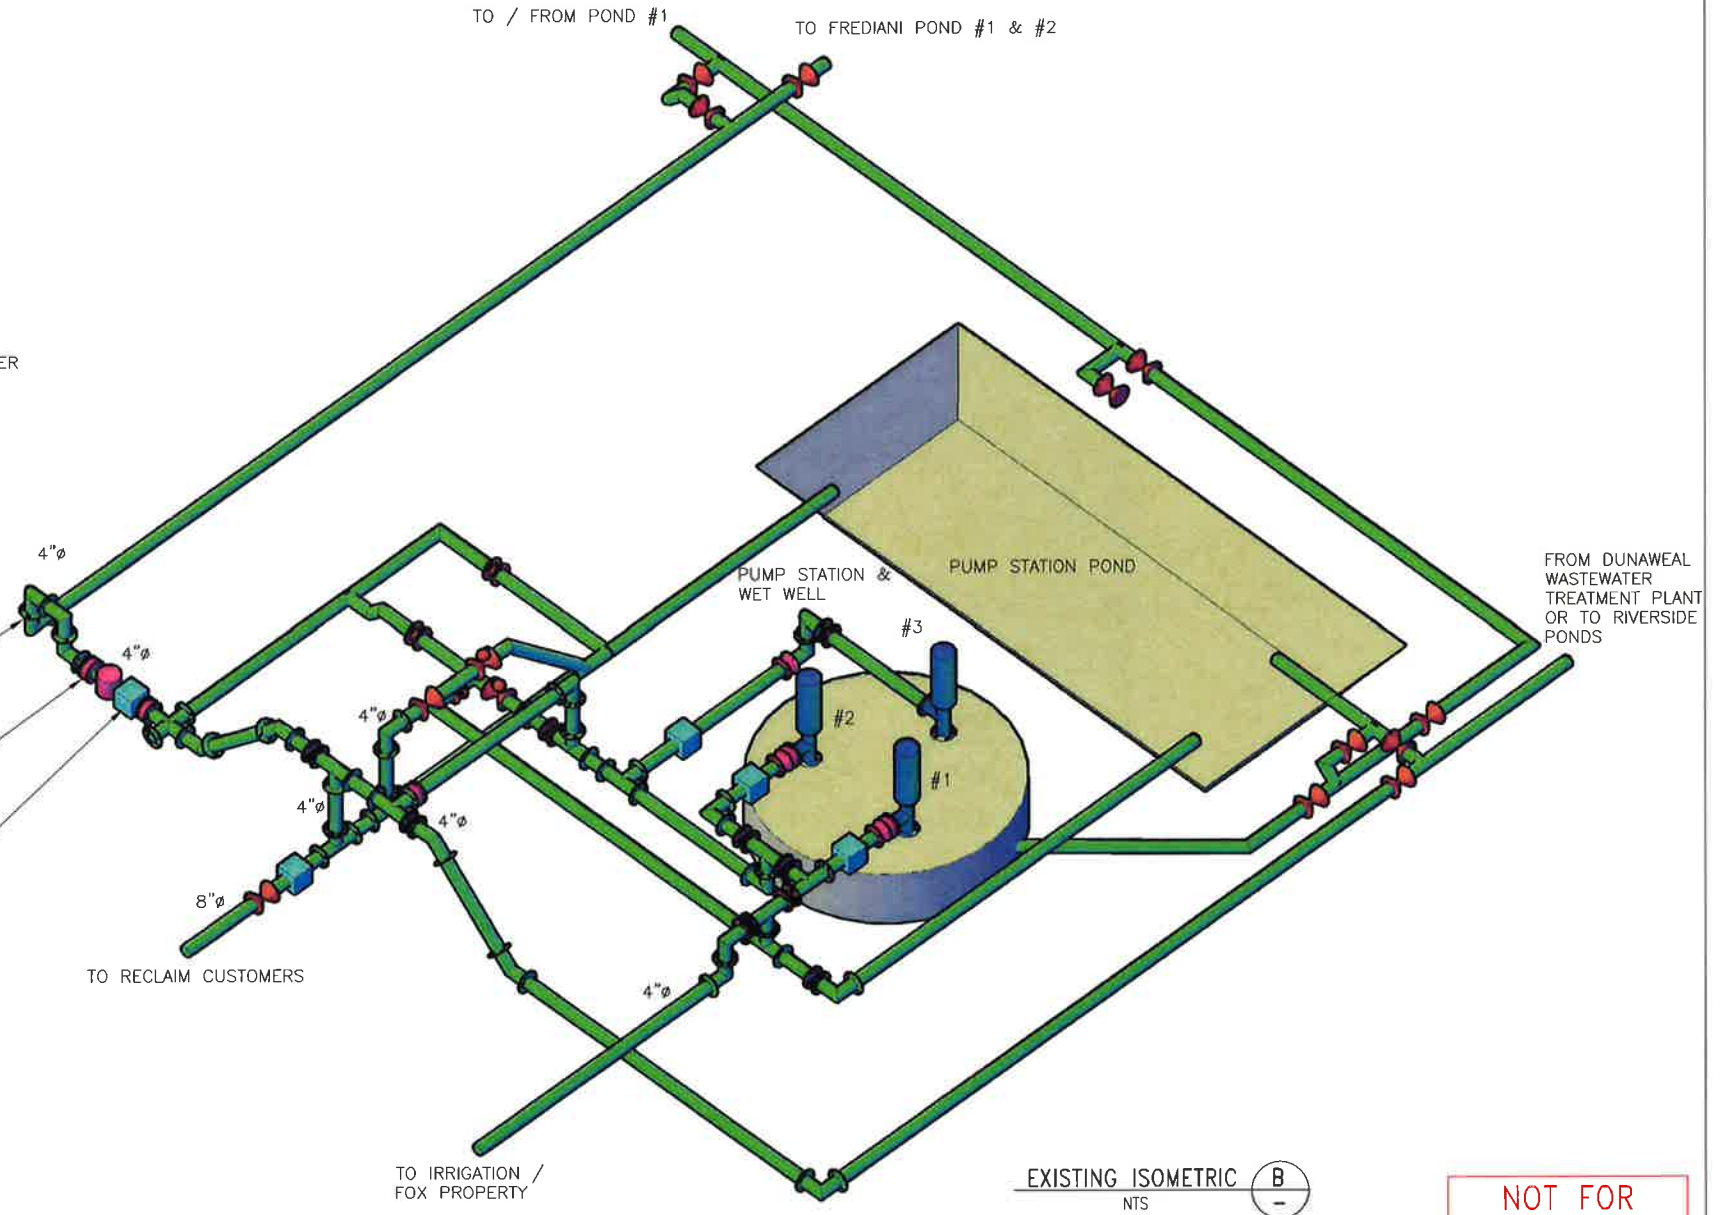 TO / FROM POND #1
TO FREDIANI POND #1 & #2
ER
4"ø
PUMP STATION &
WET WELL
PUMP STATION POND
FROM DUNAWEAL
WASTEWATER
TREATMENT PLANT
OR TO RIVERSIDE
PONDS
#3
4"ø
#2
4"ø
#1
4"ø
4"ø
8"ø
TO RECLAIM CUSTOMERS
4"ø
TO IRRIGATION /
FOX PROPERTY
EXISTING ISOMETRIC B
NTS –
NOT FOR